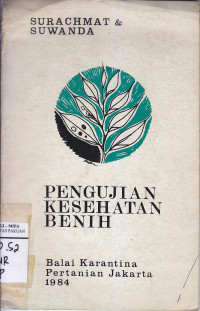 SURACHMAT &
SUWANDA
PENGUJIAN
KESEHATAN
BENIH
Balai Karantina
Pertanian Jakarta
1984